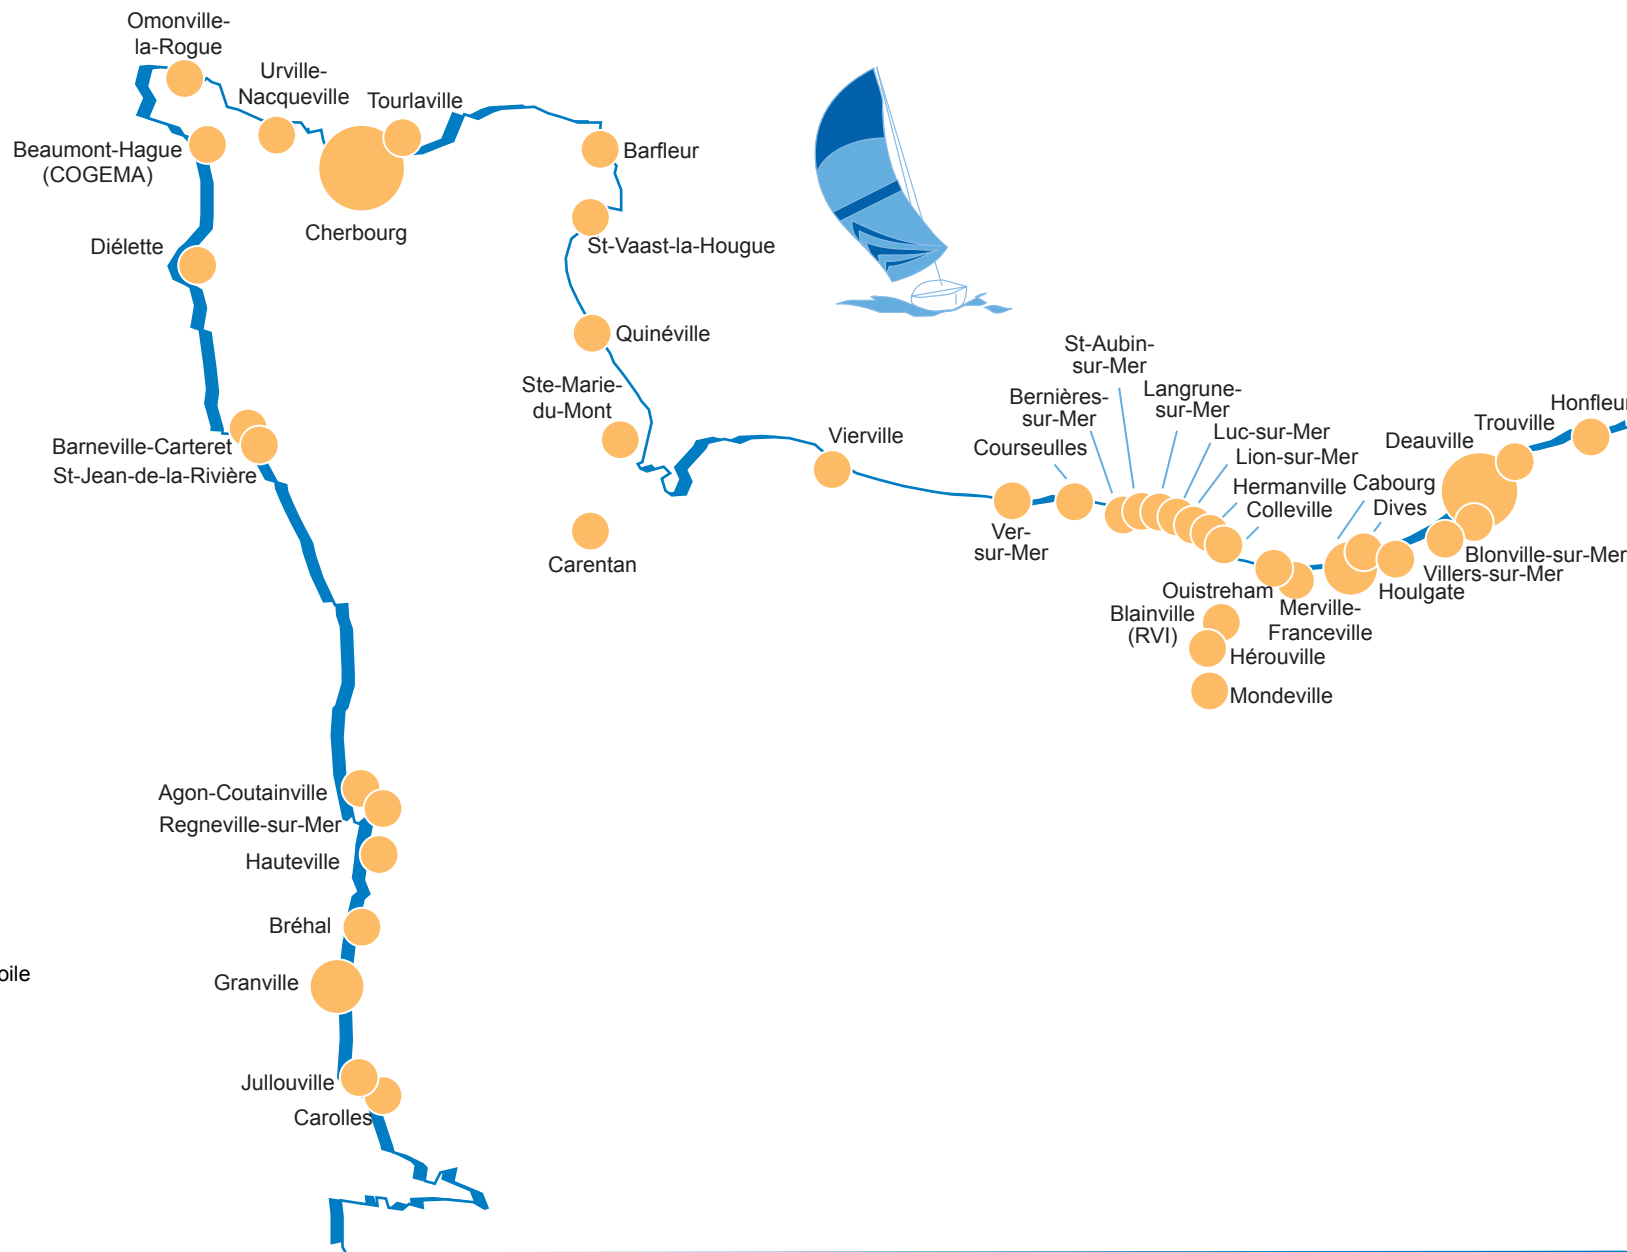 Omonville-
la-Rogue
Urville-
Nacqueville
Tourlaville
Beaumont-Hague
(COGEMA)
Barfleur
Cherbourg
Diélette
St-Vaast-la-Hougue
Quinéville
Ste-Marie-
du-Mont
St-Aubin-
sur-Mer
Bernières-
sur-Mer
Langrune-
sur-Mer
Honfleur
Trouville
Deauville
Barneville-Carteret
St-Jean-de-la-Rivière
Vierville
Courseulles
Luc-sur-Mer
Lion-sur-Mer
Hermanville
Colleville
Cabourg
Dives
Ver-
sur-Mer
Carentan
Blonville-sur-Mer
Villers-sur-Mer
Houlgate
Ouistreham
Merville-
Franceville
Blainville
(RVI)
Hérouville
Mondeville
Agon-Coutainville
Regneville-sur-Mer
Hauteville
Bréhal
oile
Granville
Jullouville
Carolles